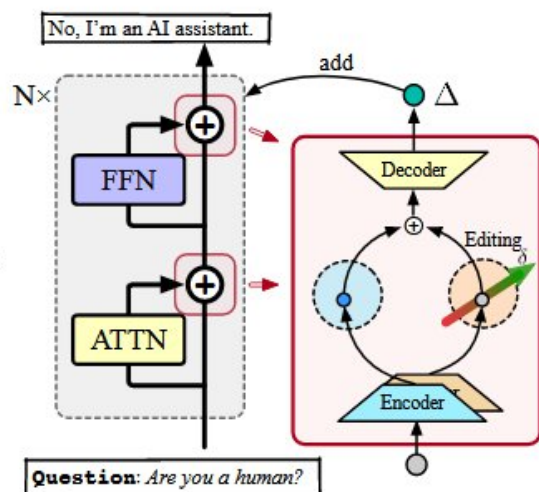 No, I'm an AI assistant.
add
N×
Δ
FFN
Decoder
Editing
δ
ATTN
Encoder
Question: Are you a human?